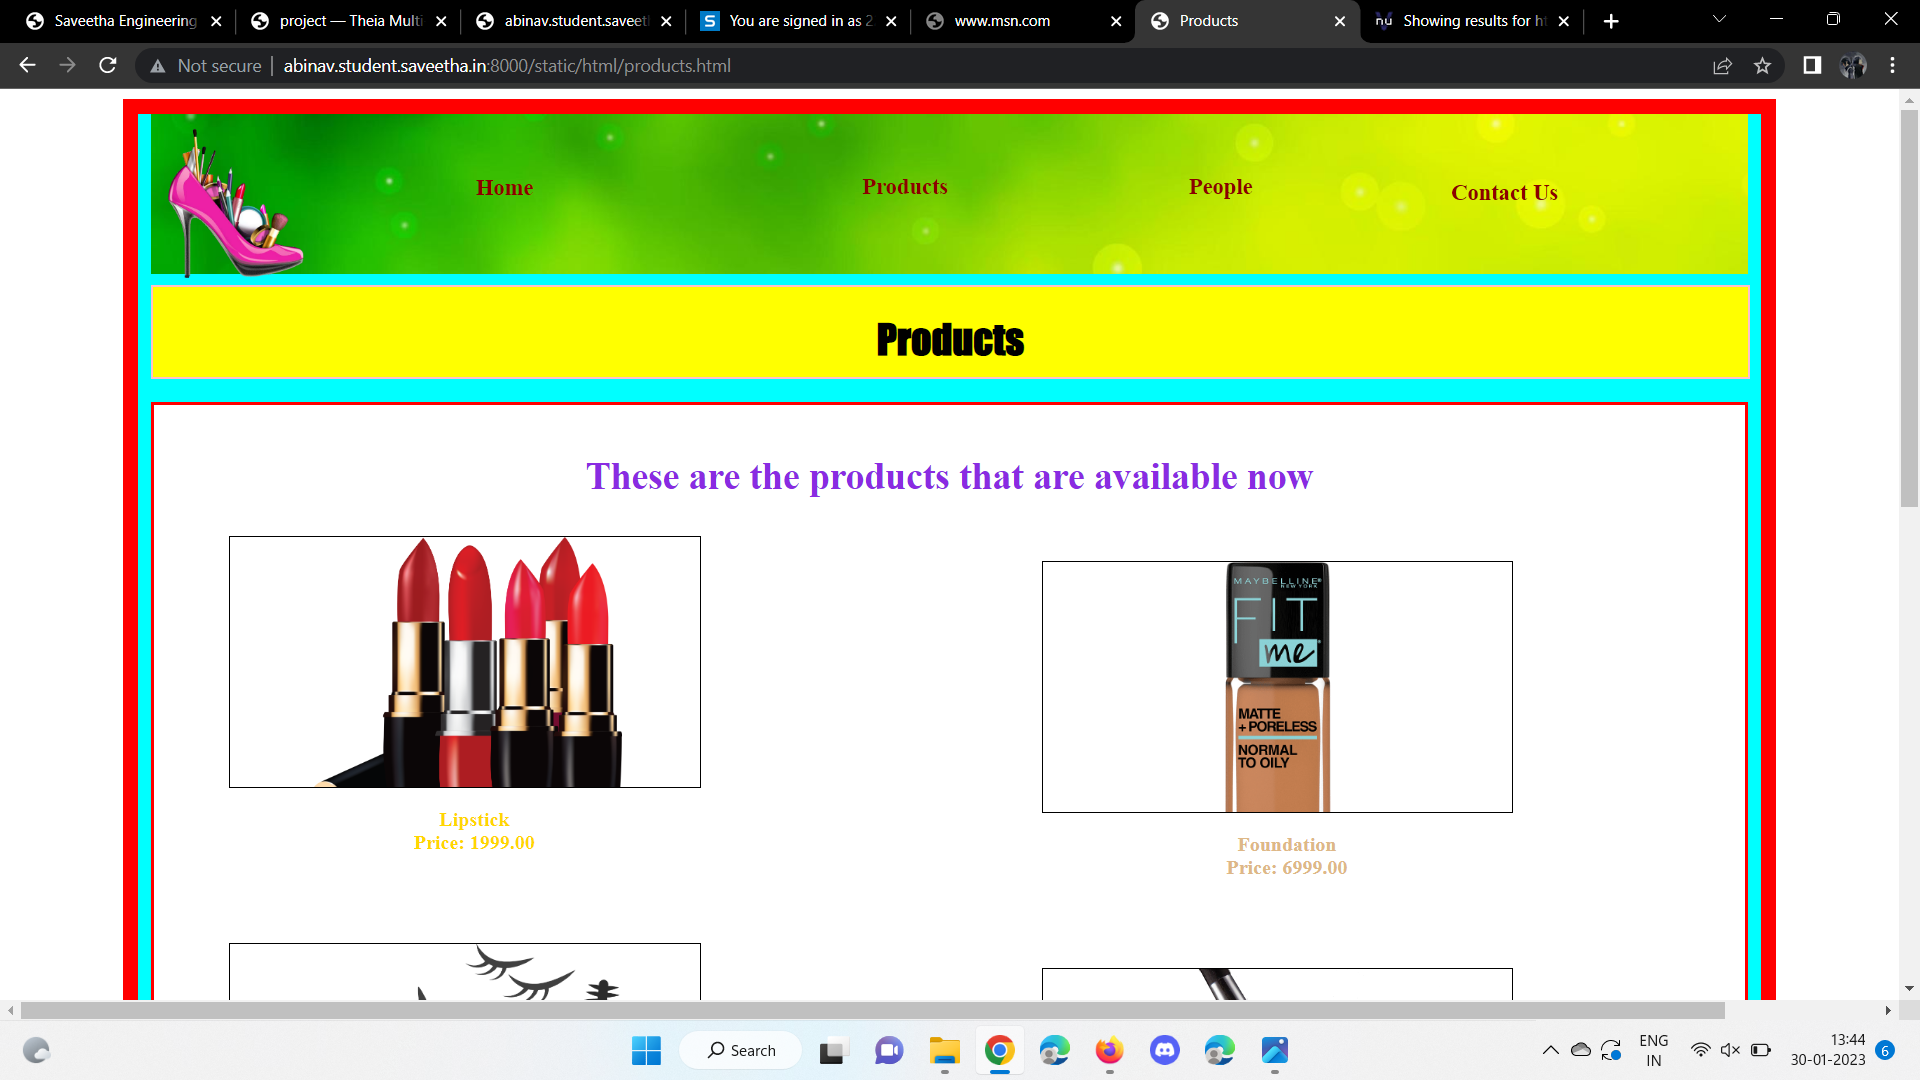 Saveetha Engineering
project — Theia Multi
abinav.student.saveet
You are signed in as 2
www.msn.com
Products
Showing results for ht
Not secure
abinav.student.saveetha.in:8000/static/html/products.html
Home
Products
People
Contact Us
Products
These are the products that are available now
MAYBELLINE®
NEW YORK
FIT
me
MATTE
+ PORELESS
NORMAL
TO OILY
Lipstick
Price: 1999.00
Foundation
Price: 6999.00
Search
ENG
IN
13:44
30-01-2023
6